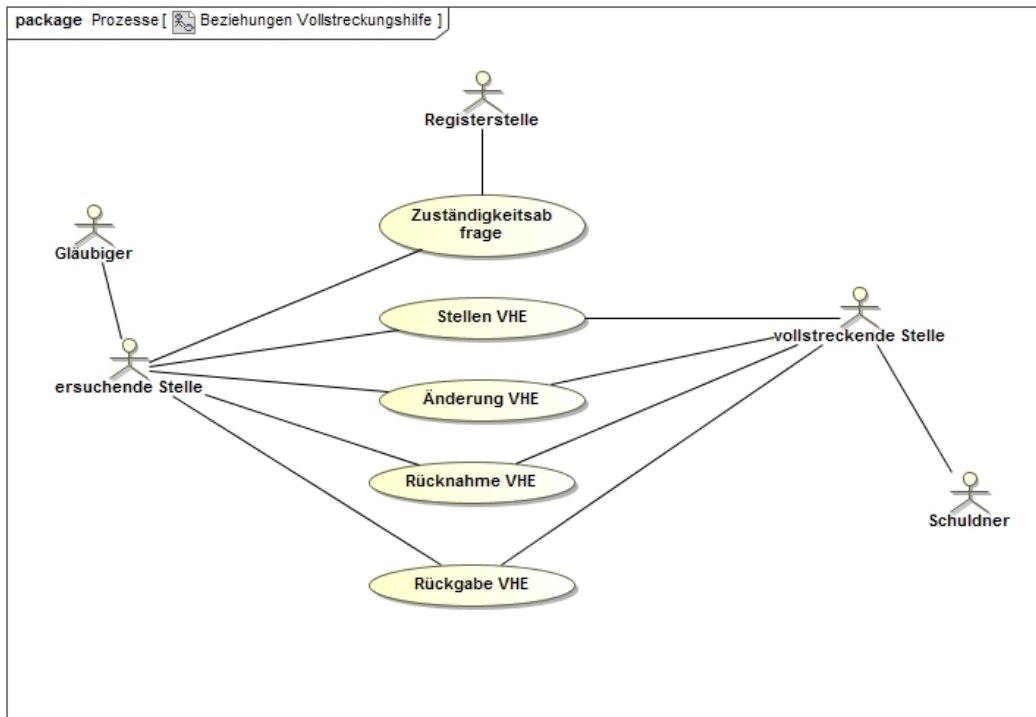 package Prozesse [ Beziehungen Vollstreckungshilfe ]
Registerstelle
Zuständigkeitsab
frage
Gläubiger
Stellen VHE
vollstreckende Stelle
ersuchende Stelle
Änderung VHE
Rücknahme VHE
Schuldner
Rückgabe VHE